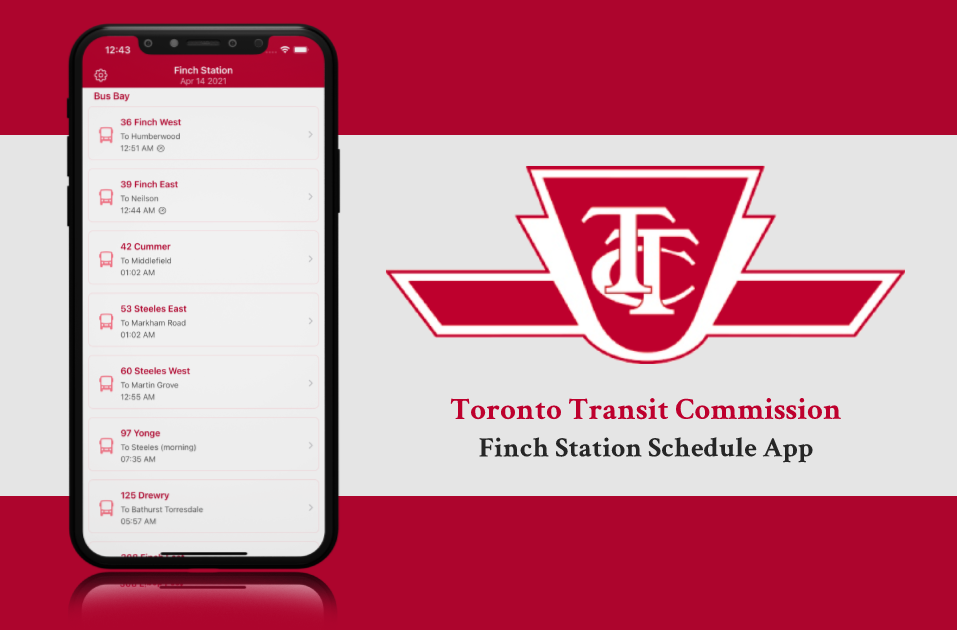 12:43
Finch Station
Apr 14 2021
Bus Bay
36 Finch West
To Humberwood
12:51 AM
39 Finch East
To Neilson
12:44 AM
42 Cummer
To Middlefield
01:02 AM
53 Steeles East
To Markham Road
01:02 AM
60 Steeles West
To Martin Grove
12:55 AM
97 Yonge
To Steeles (morning)
07:35 AM
125 Drewry
To Bathurst Torresdale
05:57 AM
TTC
Toronto Transit Commission
Finch Station Schedule App